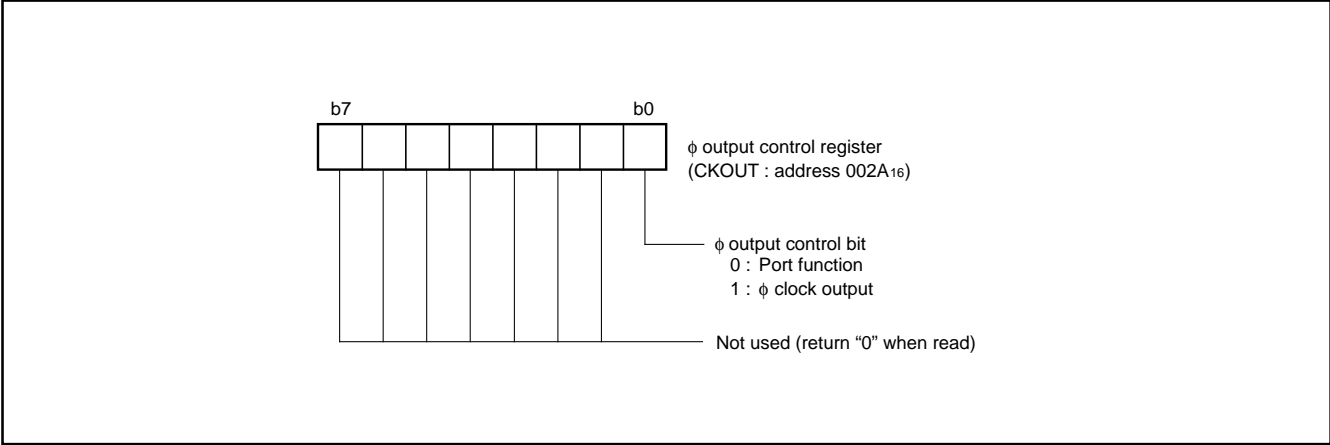 b7 b0
ϕ output control register
(CKOUT : address 002A₁₆)
ϕ output control bit
0 : Port function
1 : ϕ clock output
Not used (return “0” when read)